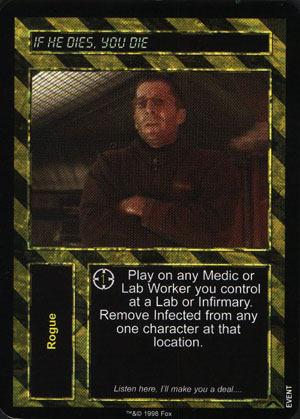 IF HE DIES, YOU DIE
Play on any Medic or
Lab Worker you control
at a Lab or Infirmary.
Remove Infected from any
one character at that
location.
Rogue
Listen here, I'll make you a deal....
EVENT
™&© 1998 Fox